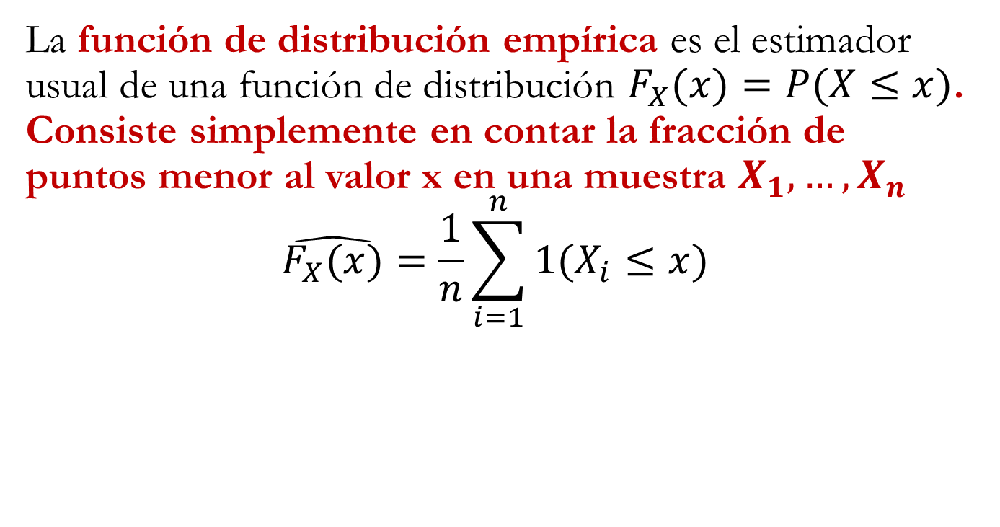 La función de distribución empírica es el estimador
usual de una función de distribución $F_X(x) = P(X \leq x)$.
Consiste simplemente en contar la fracción de
puntos menor al valor x en una muestra $X_1, \ldots, X_n$
$\widehat{F_X(x)} = \frac{1}{n} \sum_{i=1}^{n} 1(X_i \leq x)$